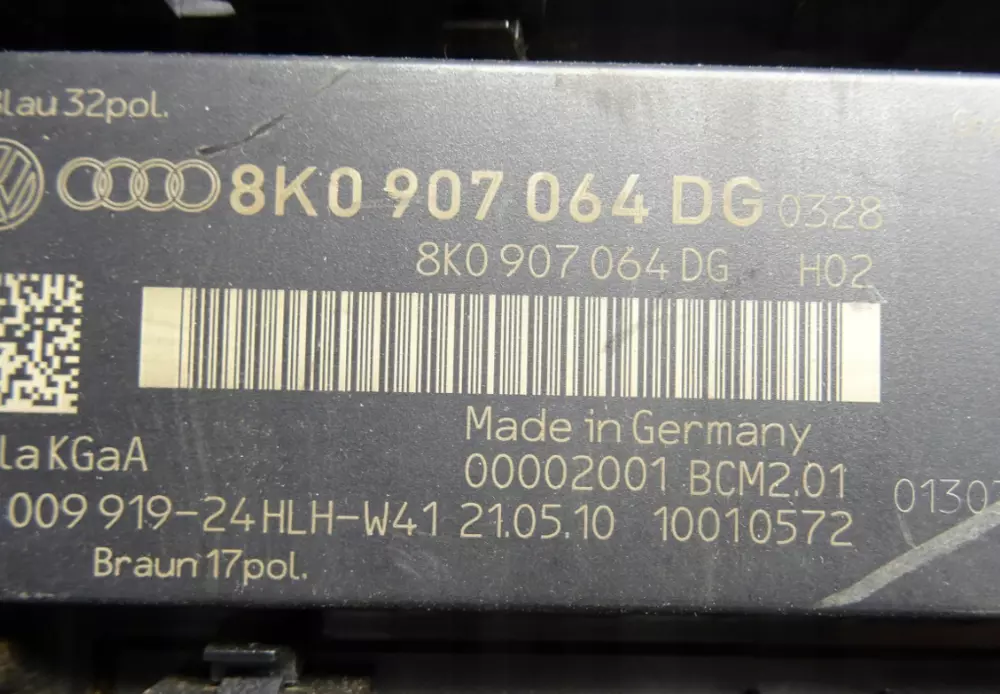 Blau 32pol.
8K0 907 064 DG 0328
8K0 907 064 DG H02
Made in Germany
la KGaA
00002001 BCM2.01
009 919-24 HLH-W41 21.05.10 10010572
Braun 17pol.